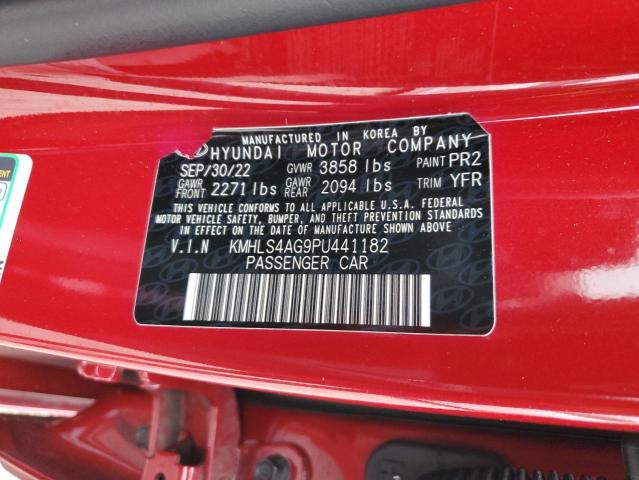 MANUFACTURED IN KOREA BY
HYUNDAI MOTOR COMPANY
SEP/30/22 GVWR 3858 lbs PAINT PR2
GAWR FRONT 2271 lbs GAWR REAR 2094 lbs TRIM YFR
THIS VEHICLE CONFORMS TO ALL APPLICABLE U.S.A. FEDERAL
MOTOR VEHICLE SAFETY, BUMPER, AND THEFT PREVENTION STANDARDS
IN EFFECT ON THE DATE OF MANUFACTURE SHOWN ABOVE
V.I.N KMHLS4AG9PU441182
PASSENGER CAR